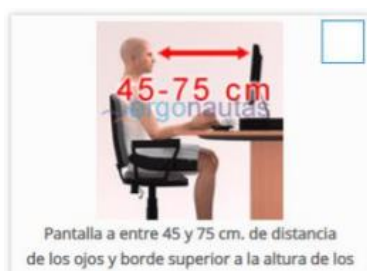 45-75 cm
ergonautas
Pantalla a entre 45 y 75 cm. de distancia
de los ojos y borde superior a la altura de los